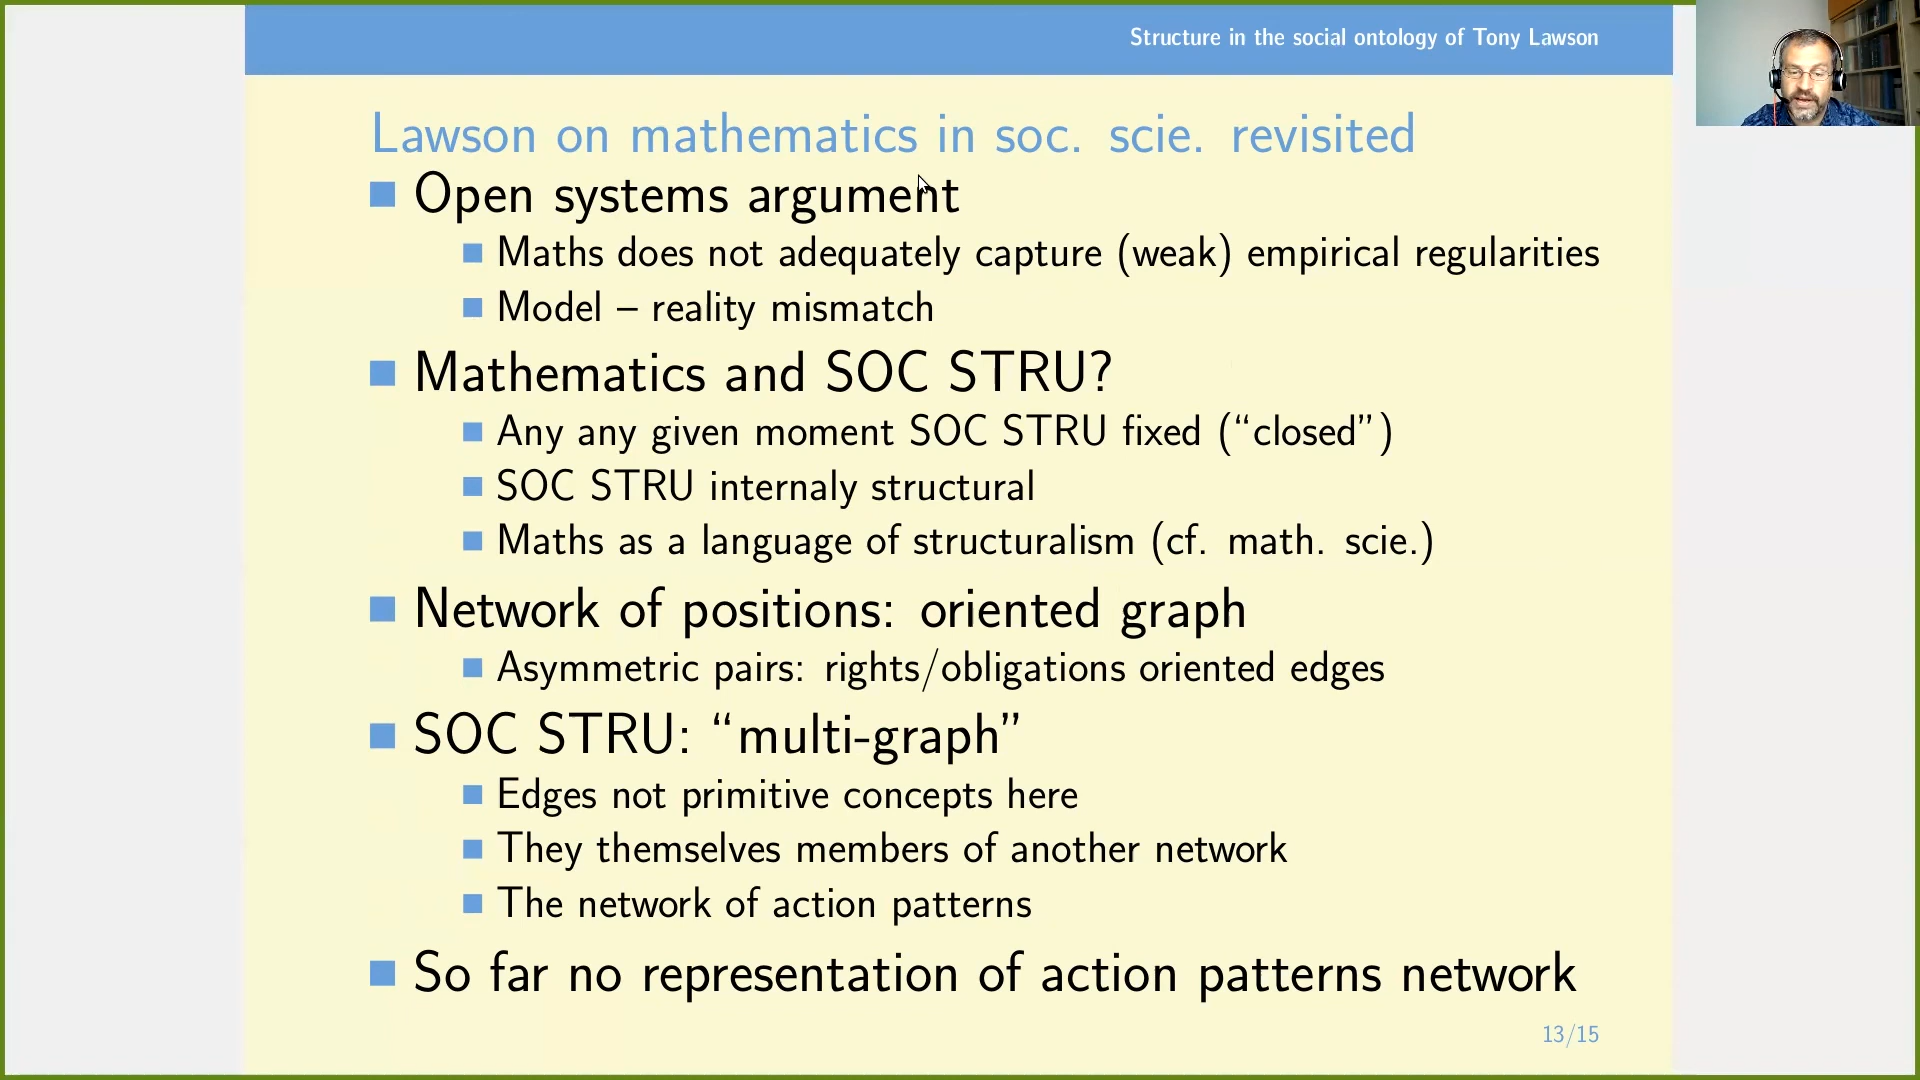 Structure in the social ontology of Tony Lawson
Lawson on mathematics in soc. scie. revisited
Open systems argument
Maths does not adequately capture (weak) empirical regularities
Model – reality mismatch
Mathematics and SOC STRU?
Any any given moment SOC STRU fixed (“closed”)
SOC STRU internaly structural
Maths as a language of structuralism (cf. math. scie.)
Network of positions: oriented graph
Asymmetric pairs: rights/obligations oriented edges
SOC STRU: “multi-graph”
Edges not primitive concepts here
They themselves members of another network
The network of action patterns
So far no representation of action patterns network
13/15